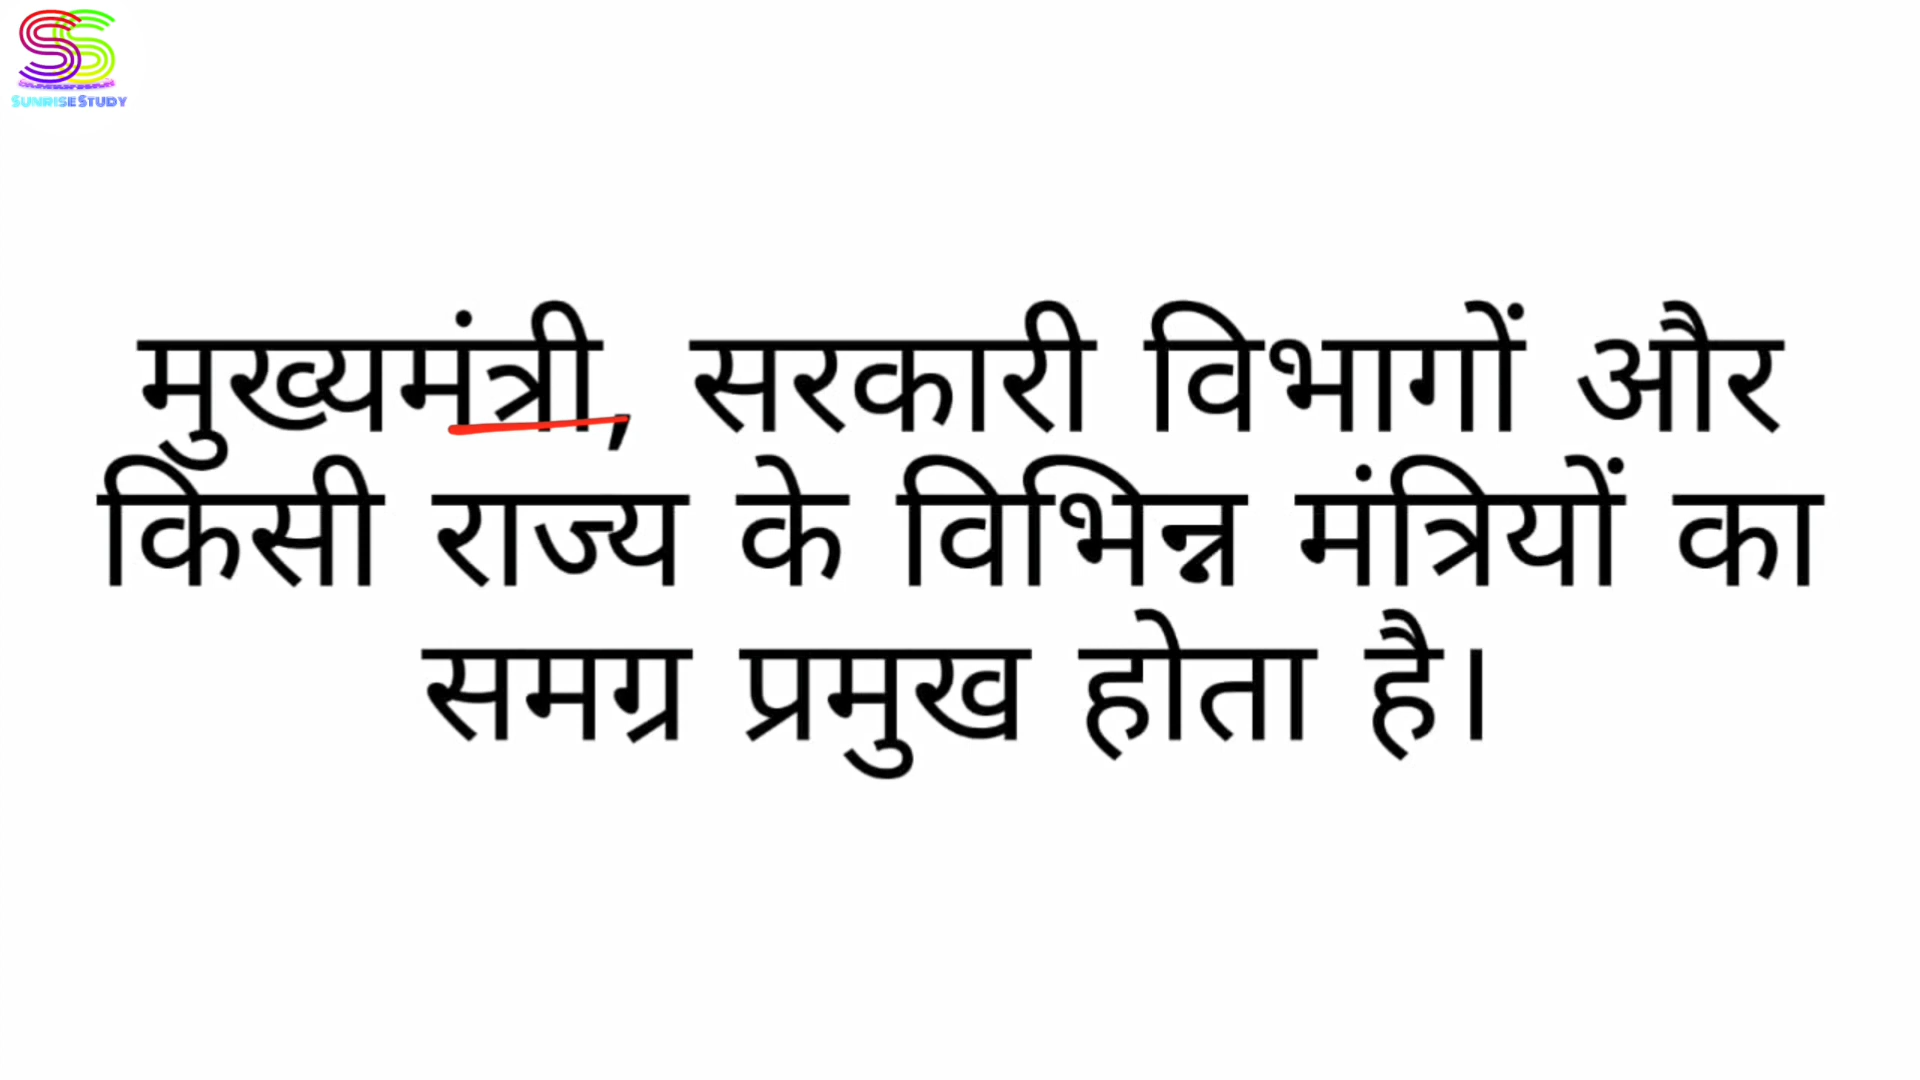 SUNRISESTUDY
मुख्यमंत्री, सरकारी विभागों और
किसी राज्य के विभिन्न मंत्रियों का
समग्र प्रमुख होता है।